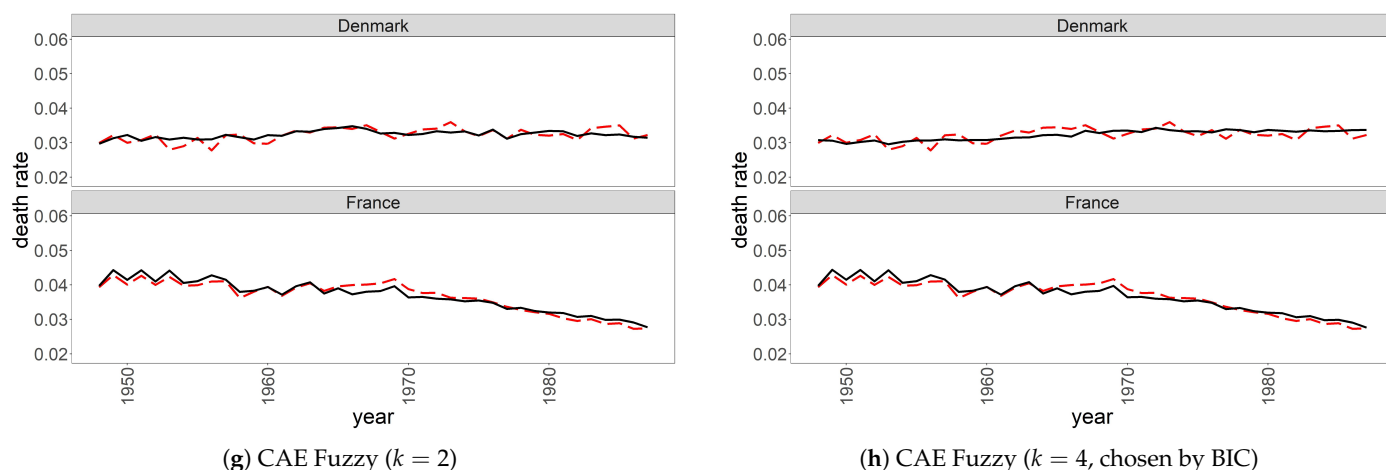 Denmark
0.06
0.05
0.04
0.03
0.02
France
0.06
0.05
0.04
0.03
0.02
death rate
1950
1960
1970
1980
year
(g) CAE Fuzzy (k = 2)
Denmark
0.06
0.05
0.04
0.03
0.02
France
0.06
0.05
0.04
0.03
0.02
death rate
1950
1960
1970
1980
year
(h) CAE Fuzzy (k = 4, chosen by BIC)